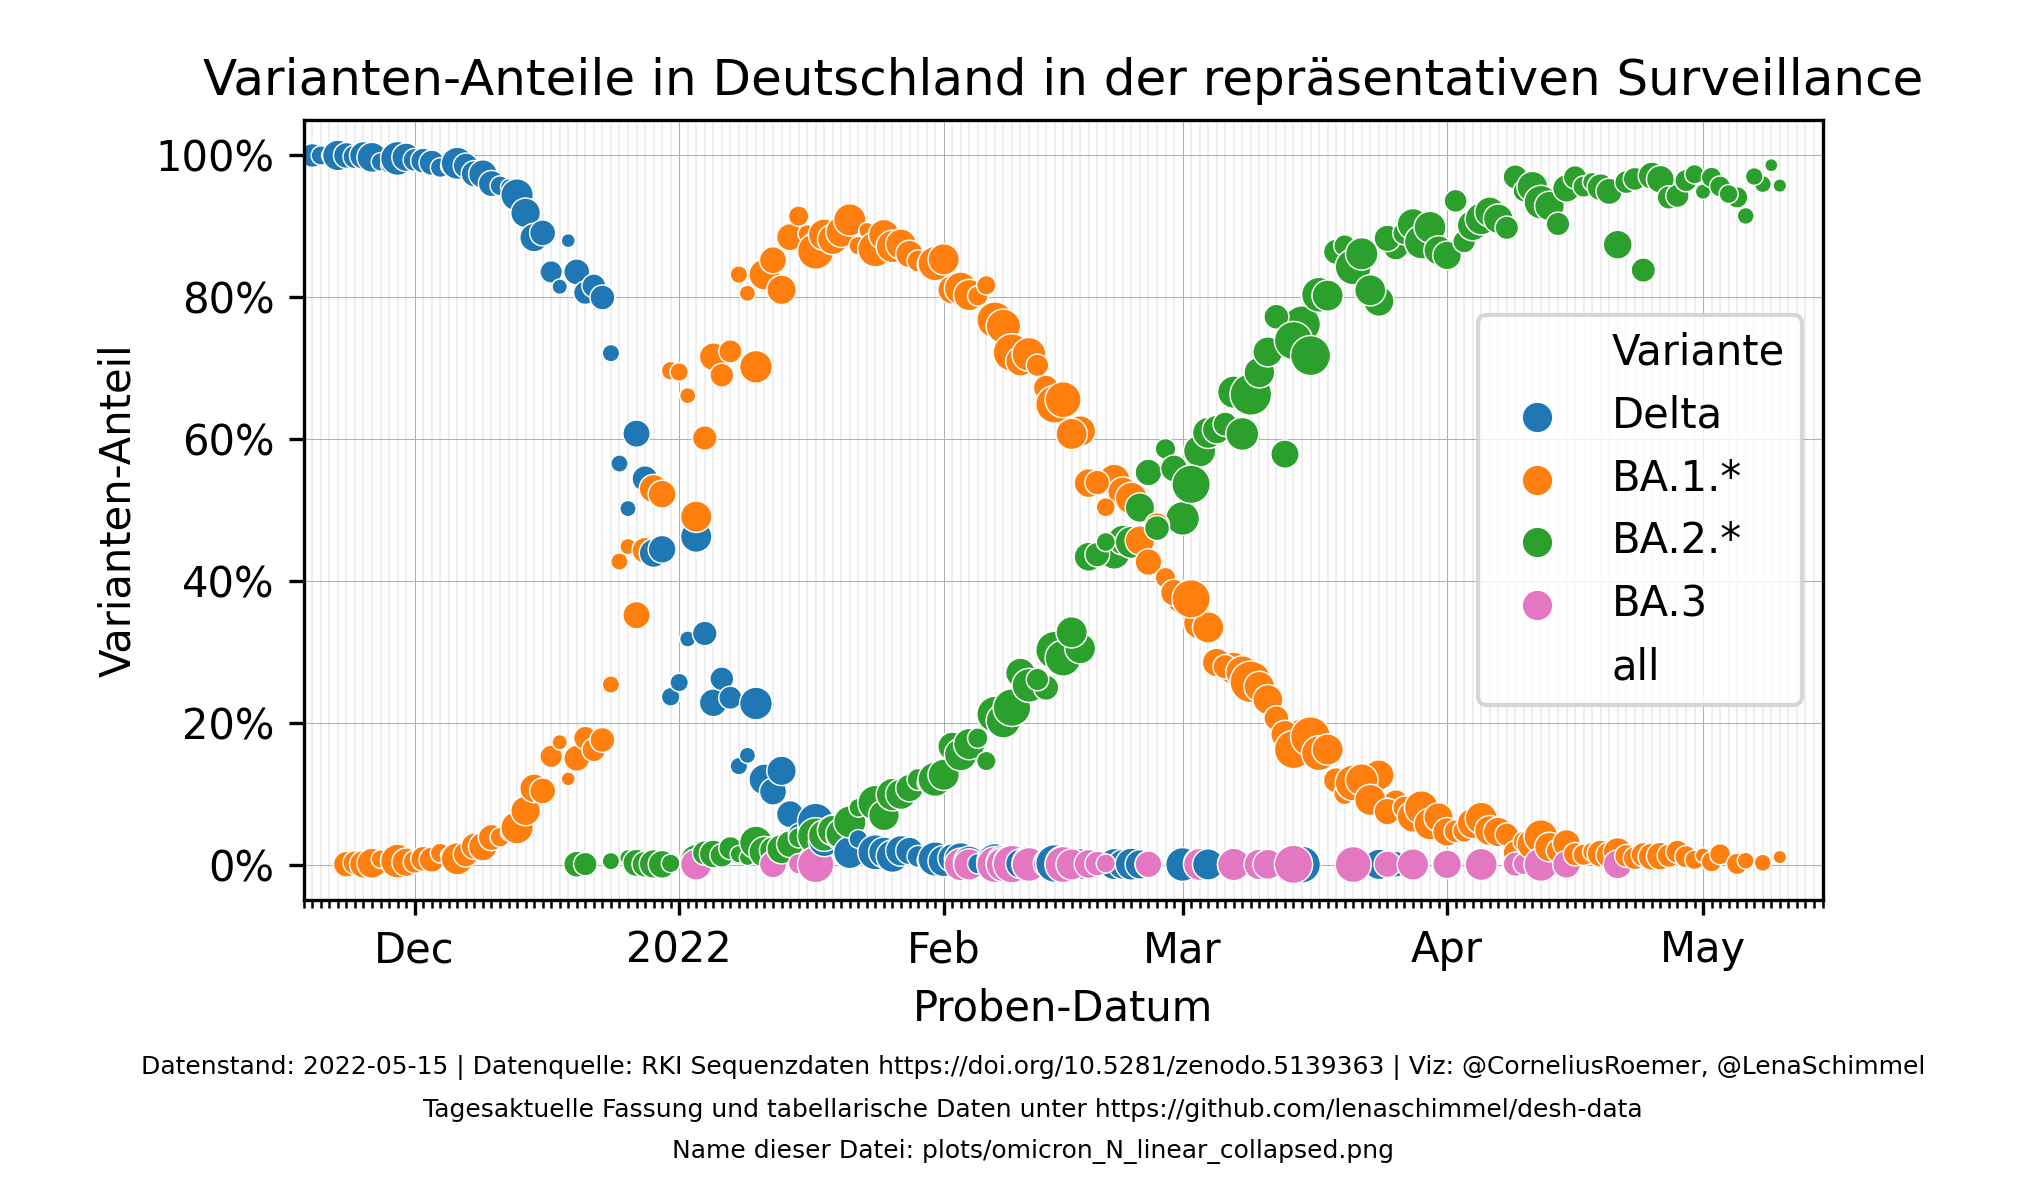 Varianten-Anteile in Deutschland in der repräsentativen Surveillance
100%
80%
60%
40%
20%
0%
Varianten-Anteil
Variante
Delta
BA.1.*
BA.2.*
BA.3
all
Dec 2022 Feb Mar Apr May
Proben-Datum
Datenstand: 2022-05-15 | Datenquelle: RKI Sequenzdaten https://doi.org/10.5281/zenodo.5139363 | Viz: @CorneliusRoemer, @LenaSchimmel
Tagesaktuelle Fassung und tabellarische Daten unter https://github.com/lenaschimmel/desh-data
Name dieser Datei: plots/omicron_N_linear_collapsed.png